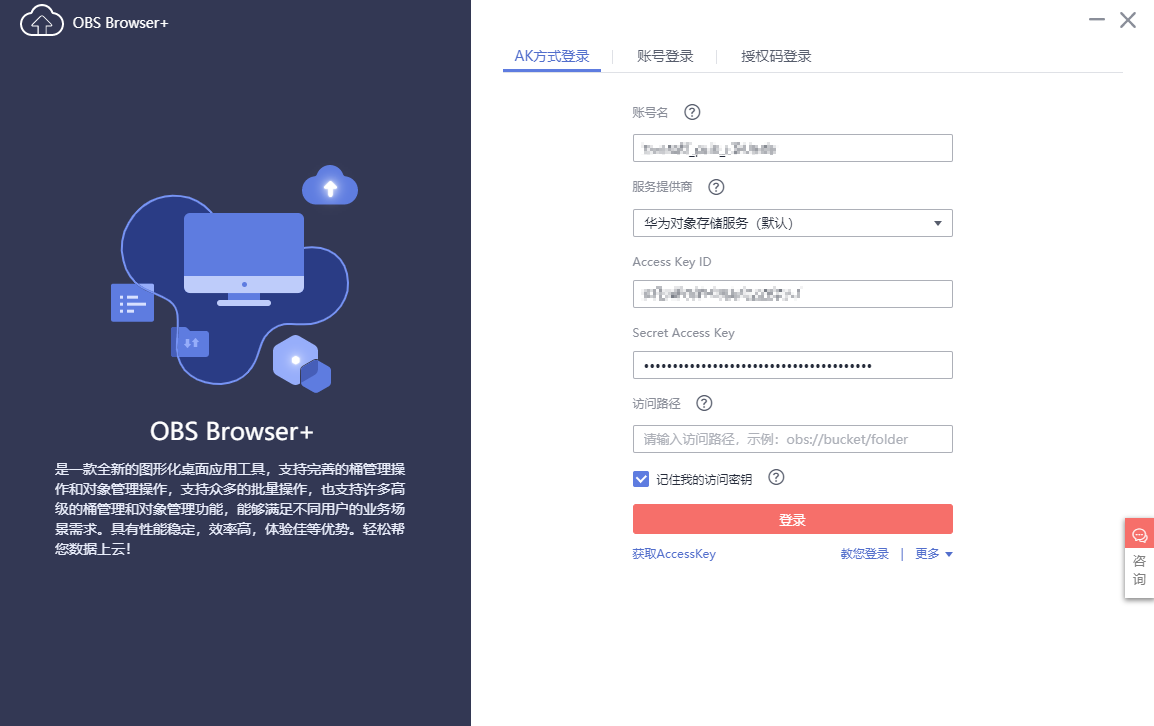 OBS Browser+
AK方式登录
账号登录
授权码登录
账号名
服务提供商
华为对象存储服务（默认）
Access Key ID
Secret Access Key
访问路径
请输入访问路径，示例：obs://bucket/folder
记住我的访问密钥
登录
获取AccessKey
教您登录 | 更多
咨
询
OBS Browser+
是一款全新的图形化桌面应用工具，支持完善的桶管理操
作和对象管理操作，支持众多的批量操作，也支持许多高
级的桶管理和对象管理功能，能够满足不同用户的业务场
景需求。具有性能稳定，效率高，体验佳等优势。轻松帮
您数据上云！